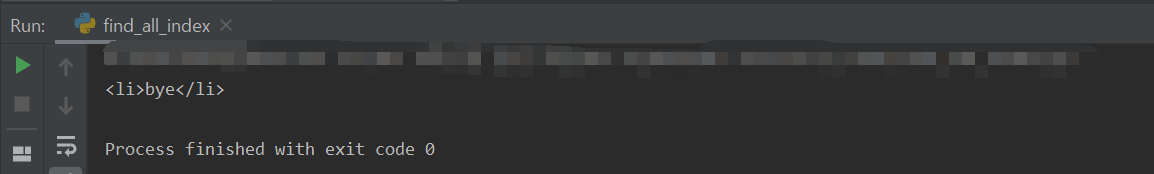 Run: find_all_index
<li>bye</li>
Process finished with exit code 0